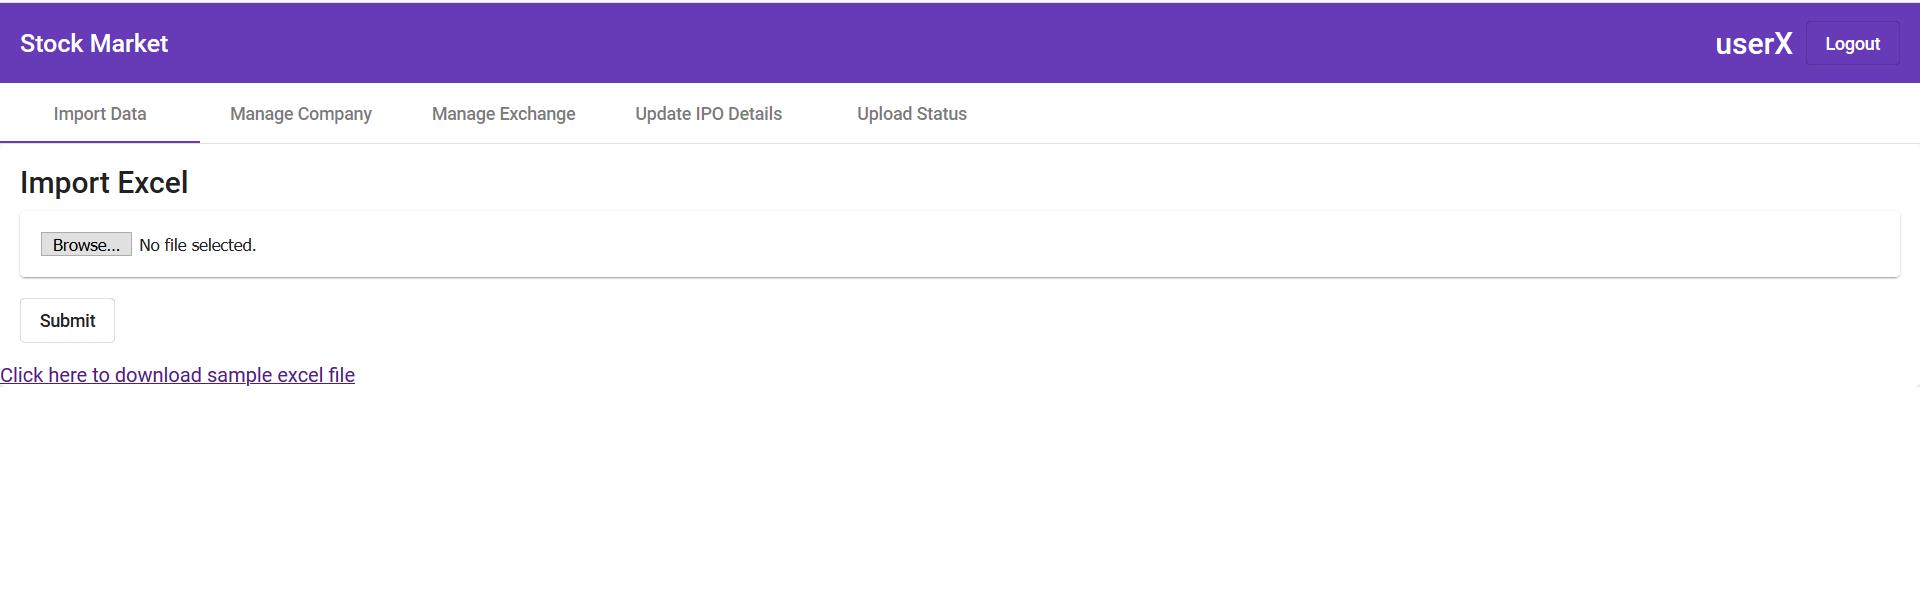 Stock Market userX Logout
Import Data Manage Company Manage Exchange Update IPO Details Upload Status
Import Excel
Browse... No file selected.
Submit
Click here to download sample excel file